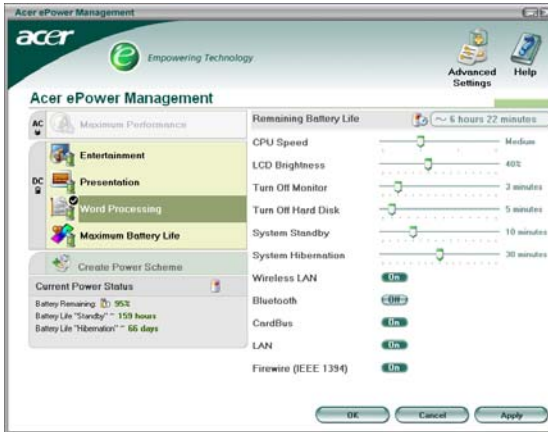 Acer ePower Management
acer
e
Empowering Technology
Advanced Settings
Help
Acer ePower Management
AC
Maximum Performance
DC
Entertainment
Presentation
Word Processing
Maximum Battery Life
Create Power Scheme
Current Power Status
Battery Remaining: 95%
Battery Life "Standby" ~ 159 hours
Battery Life "Hibernation" ~ 66 days
Remaining Battery Life ~ 6 hours 22 minutes
CPU Speed Medium
LCD Brightness 40%
Turn Off Monitor 3 minutes
Turn Off Hard Disk 5 minutes
System Standby 10 minutes
System Hibernation 30 minutes
Wireless LAN On
Bluetooth Off
CardBus On
LAN On
Firewire (IEEE 1394) On
OK Cancel Apply